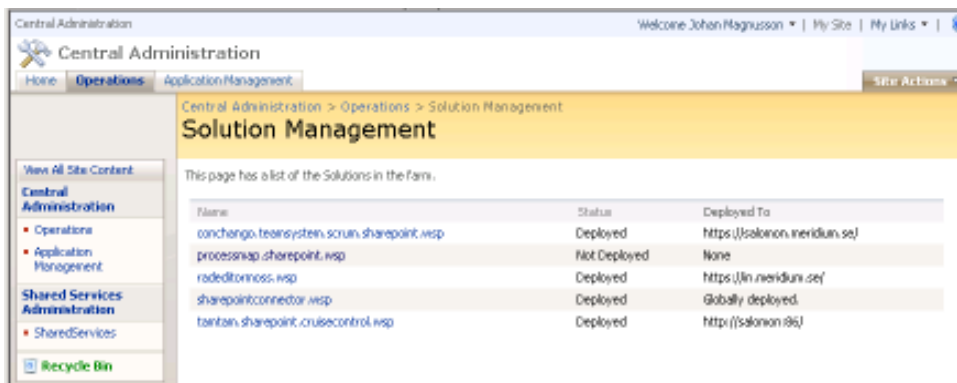 Central Administration
Welcome Johan Magnusson | My Site | My Links |
Central Administration
Home Operations Application Management Site Actions
Central Administration > Operations > Solution Management
Solution Management
View All Site Content
This page has a list of the Solutions in the farm.
Central
Administration
Operations
Application
Management
Shared Services
Administration
SharedServices
Recycle Bin
Name Status Deployed To
conchango.teamsystem.scrum.sharepoint.wsp Deployed https://salomon.meridium.se/
processmap.sharepoint.wsp Not Deployed None
radeditormoss.wsp Deployed https://in.meridium.se/
sharepointconnector.wsp Deployed Globally deployed.
tamtam.sharepoint.cruisecontrol.wsp Deployed http://salomon:86/